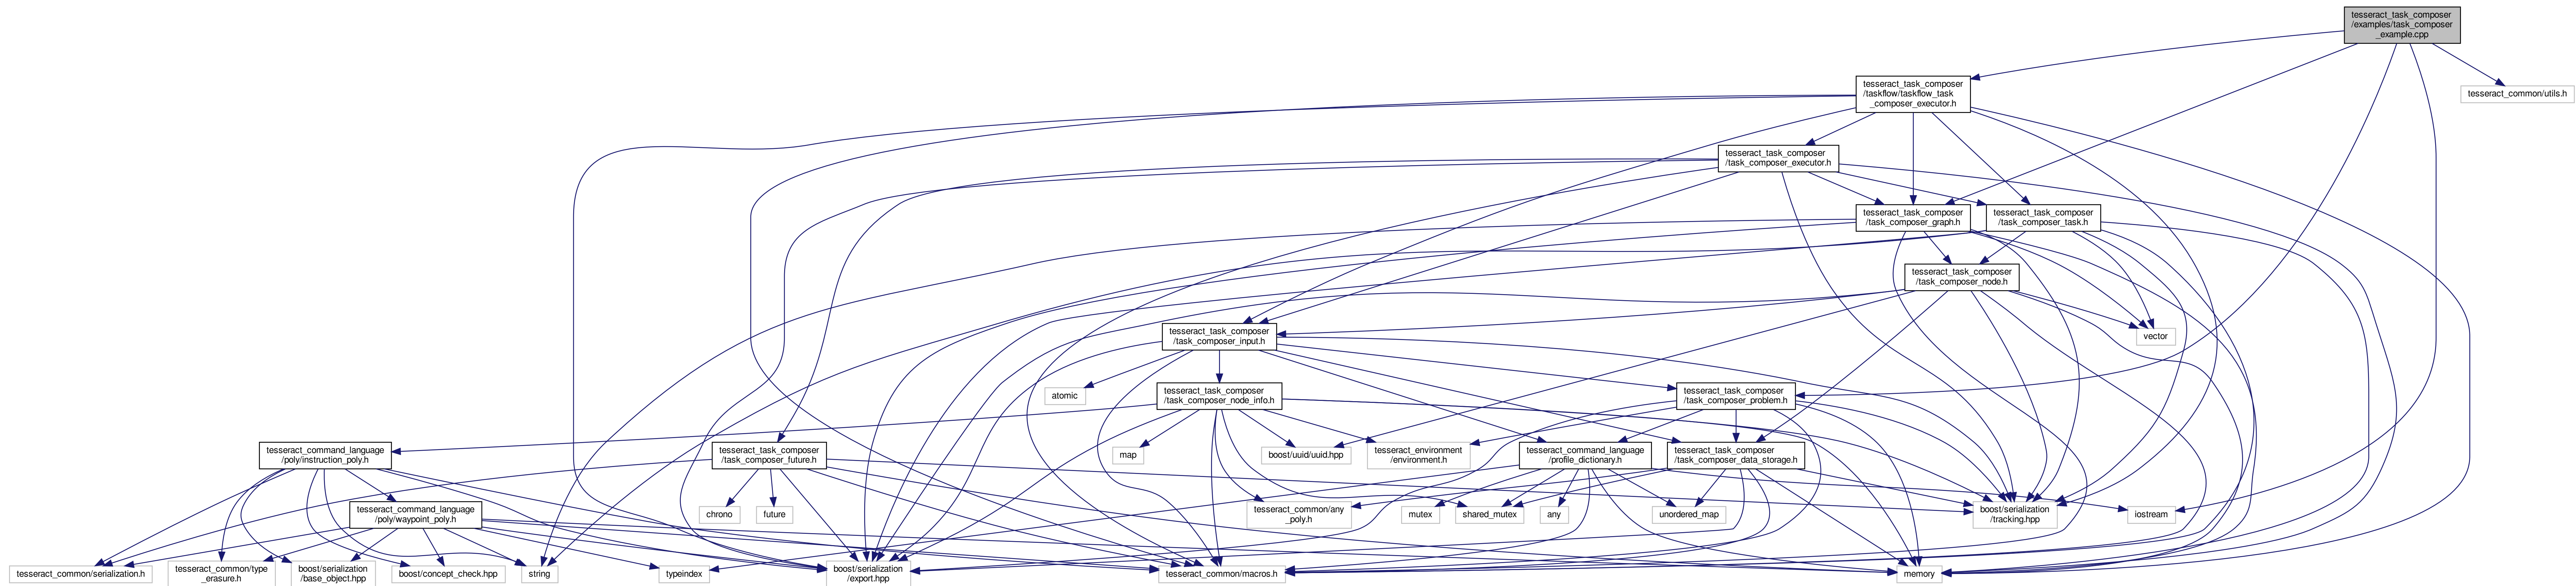 tesseract_task_composer
/examples/task_composer
_example.cpp
tesseract_task_composer
/taskflow/taskflow_task
_composer_executor.h
tesseract_common/utils.h
tesseract_task_composer
/task_composer_executor.h
tesseract_task_composer
/task_composer_graph.h
tesseract_task_composer
/task_composer_task.h
tesseract_task_composer
/task_composer_node.h
tesseract_task_composer
/task_composer_input.h
vector
atomic
tesseract_task_composer
/task_composer_node_info.h
tesseract_task_composer
/task_composer_problem.h
tesseract_command_language
/poly/instruction_poly.h
tesseract_task_composer
/task_composer_future.h
map
boost/uuid/uuid.hpp
tesseract_environment
/environment.h
tesseract_command_language
/profile_dictionary.h
tesseract_task_composer
/task_composer_data_storage.h
tesseract_command_language
/poly/waypoint_poly.h
chrono
future
tesseract_common/any
_poly.h
mutex
shared_mutex
any
unordered_map
boost/serialization
/tracking.hpp
iostream
tesseract_common/serialization.h
tesseract_common/type
_erasure.h
boost/serialization
/base_object.hpp
boost/concept_check.hpp
string
typeindex
boost/serialization
/export.hpp
tesseract_common/macros.h
memory